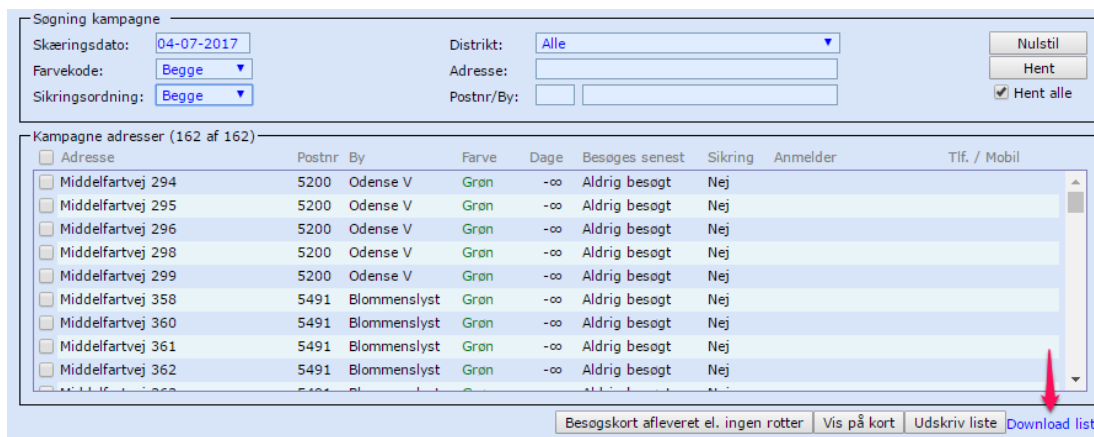 Søgning kampagne
Skæringsdato: 04-07-2017 Distrikt: Alle Nulstil
Farvekode: Begge Adresse: Hent
Sikringsordning: Begge Postnr/By: Hent alle
Kampagne adresser (162 af 162)
Adresse Postnr By Farve Dage Besøges senest Sikring Anmelder Tlf. / Mobil
Middelfartvej 294 5200 Odense V Grøn -∞ Aldrig besøgt Nej
Middelfartvej 295 5200 Odense V Grøn -∞ Aldrig besøgt Nej
Middelfartvej 296 5200 Odense V Grøn -∞ Aldrig besøgt Nej
Middelfartvej 298 5200 Odense V Grøn -∞ Aldrig besøgt Nej
Middelfartvej 299 5200 Odense V Grøn -∞ Aldrig besøgt Nej
Middelfartvej 358 5491 Blommenslyst Grøn -∞ Aldrig besøgt Nej
Middelfartvej 360 5491 Blommenslyst Grøn -∞ Aldrig besøgt Nej
Middelfartvej 361 5491 Blommenslyst Grøn -∞ Aldrig besøgt Nej
Middelfartvej 362 5491 Blommenslyst Grøn -∞ Aldrig besøgt Nej
Besøgskort afleveret el. ingen rotter Vis på kort Udskriv liste Download list